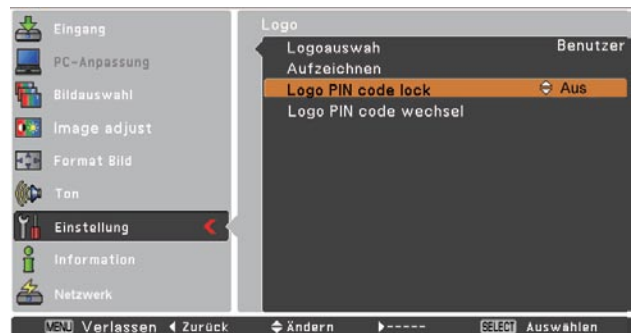 Eingang
PC-Anpassung
Bildauswahl
Image adjust
Format Bild
Ton
Einstellung
Information
Netzwerk
Logo
Logoauswah Benutzer
Aufzeichnen
Logo PIN code lock Aus
Logo PIN code wechsel
MENU Verlassen Zurück Ändern ----- SELECT Auswählen